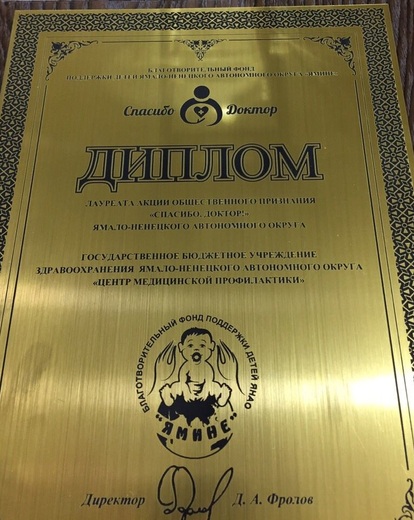 БЛАГОТВОРИТЕЛЬНЫЙ ФОНД
ПОДДЕРЖКИ ДЕТЕЙ ЯМАЛО-НЕНЕЦКОГО АВТОНОМНОГО ОКРУГА «ЯМИНЕ»
Спасибо Доктор
ДИПЛОМ
ЛАУРЕАТА АКЦИИ ОБЩЕСТВЕННОГО ПРИЗНАНИЯ
«СПАСИБО, ДОКТОР!»
ЯМАЛО-НЕНЕЦКОГО АВТОНОМНОГО ОКРУГА
ГОСУДАРСТВЕННОЕ БЮДЖЕТНОЕ УЧРЕЖДЕНИЕ
ЗДРАВООХРАНЕНИЯ ЯМАЛО-НЕНЕЦКОГО АВТОНОМНОГО ОКРУГА
«ЦЕНТР МЕДИЦИНСКОЙ ПРОФИЛАКТИКИ»
БЛАГОТВОРИТЕЛЬНЫЙ ФОНД ПОДДЕРЖКИ ДЕТЕЙ ЯНАО
"ЯМИНЕ"
Директор Д. А. Фролов